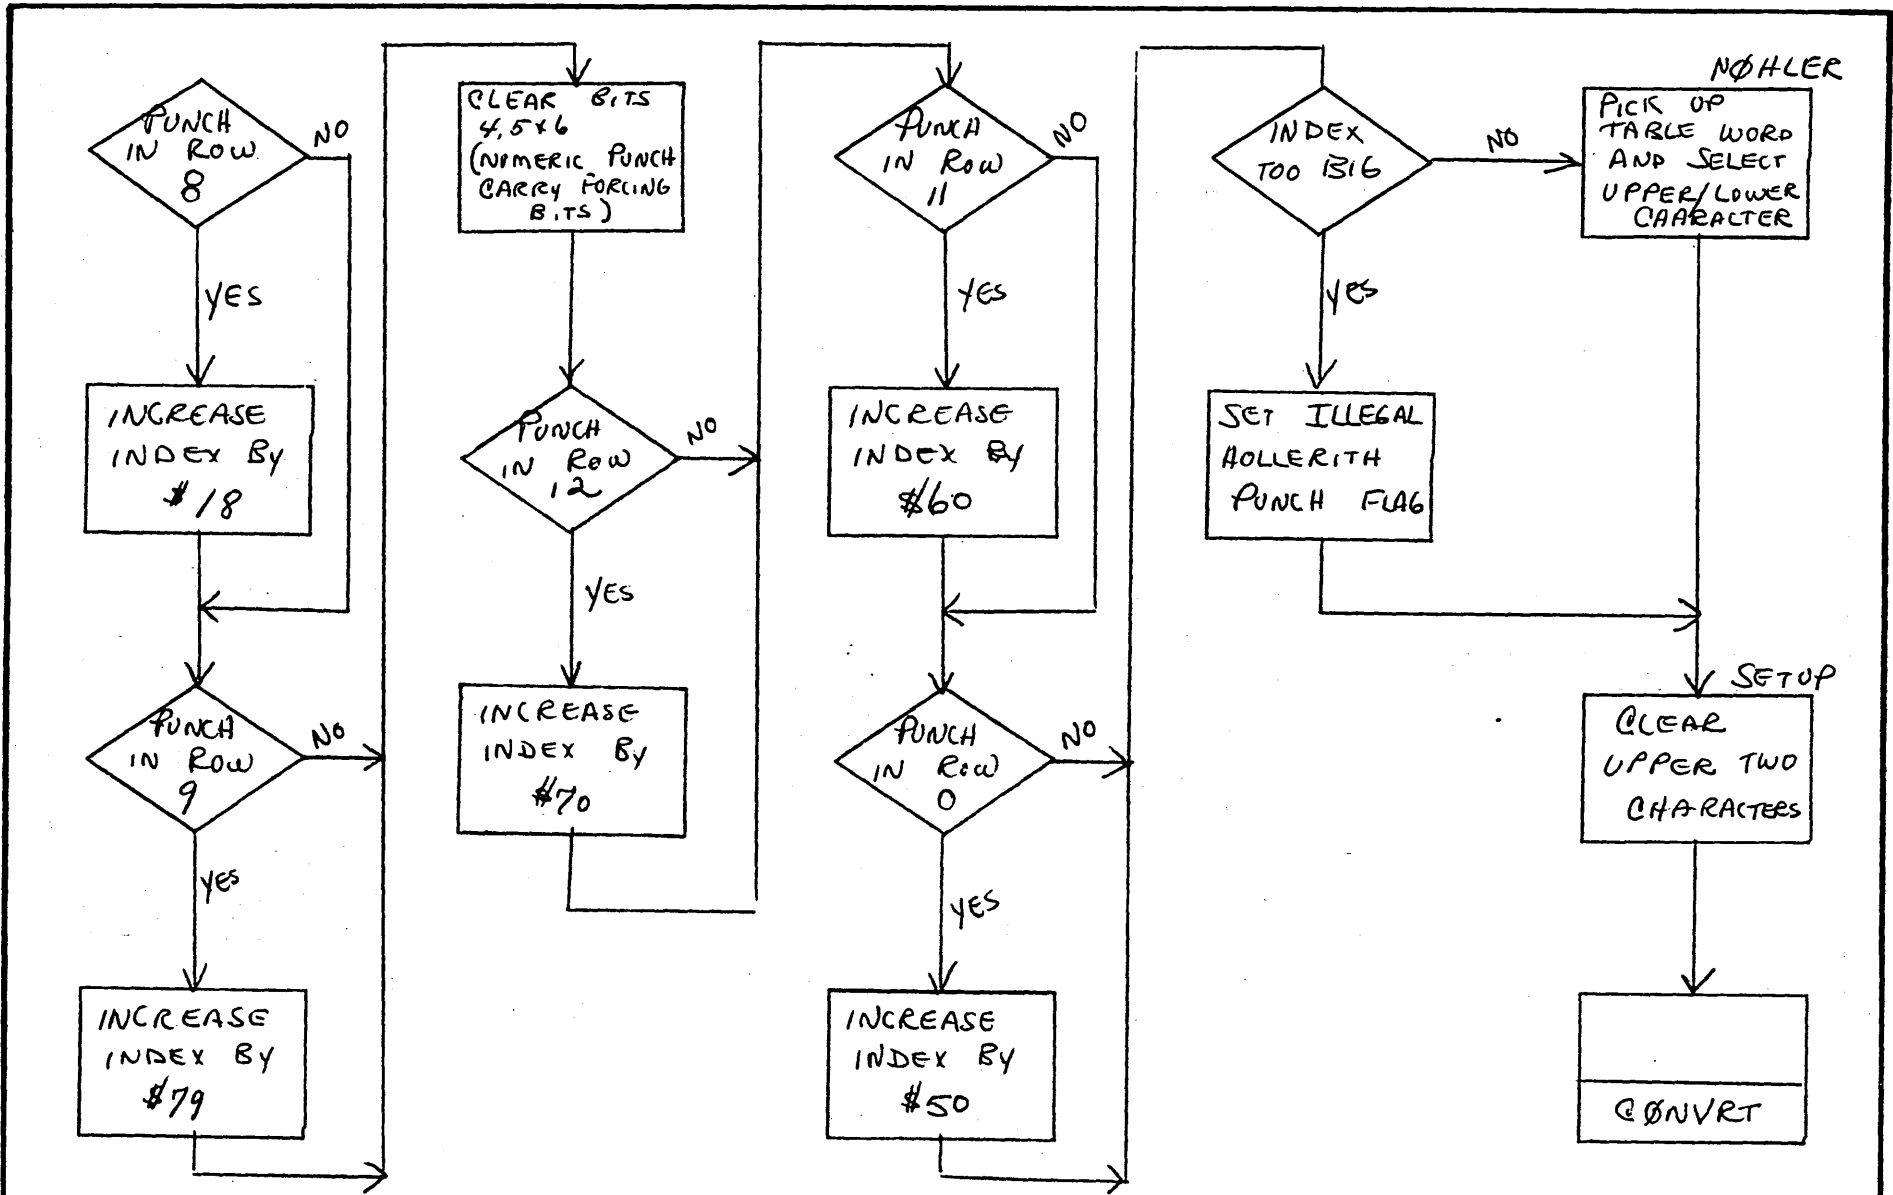 PUNCH
IN ROW
8
NO
YES
INCREASE
INDEX BY
$18
PUNCH
IN ROW
9
NO
YES
INCREASE
INDEX BY
$79
CLEAR BITS
4,5+6
(NUMERIC PUNCH
CARRY FORCING
BITS)
PUNCH
IN ROW
12
NO
YES
INCREASE
INDEX BY
$70
PUNCH
IN ROW
11
NO
YES
INCREASE
INDEX BY
$60
PUNCH
IN ROW
0
NO
YES
INCREASE
INDEX BY
$50
INDEX
TOO BIG
NO
YES
SET ILLEGAL
HOLLERITH
PUNCH FLAG
NØHLER
PICK UP
TABLE WORD
AND SELECT
UPPER/LOWER
CHARACTER
SETUP
CLEAR
UPPER TWO
CHARACTERS
CØNVRT